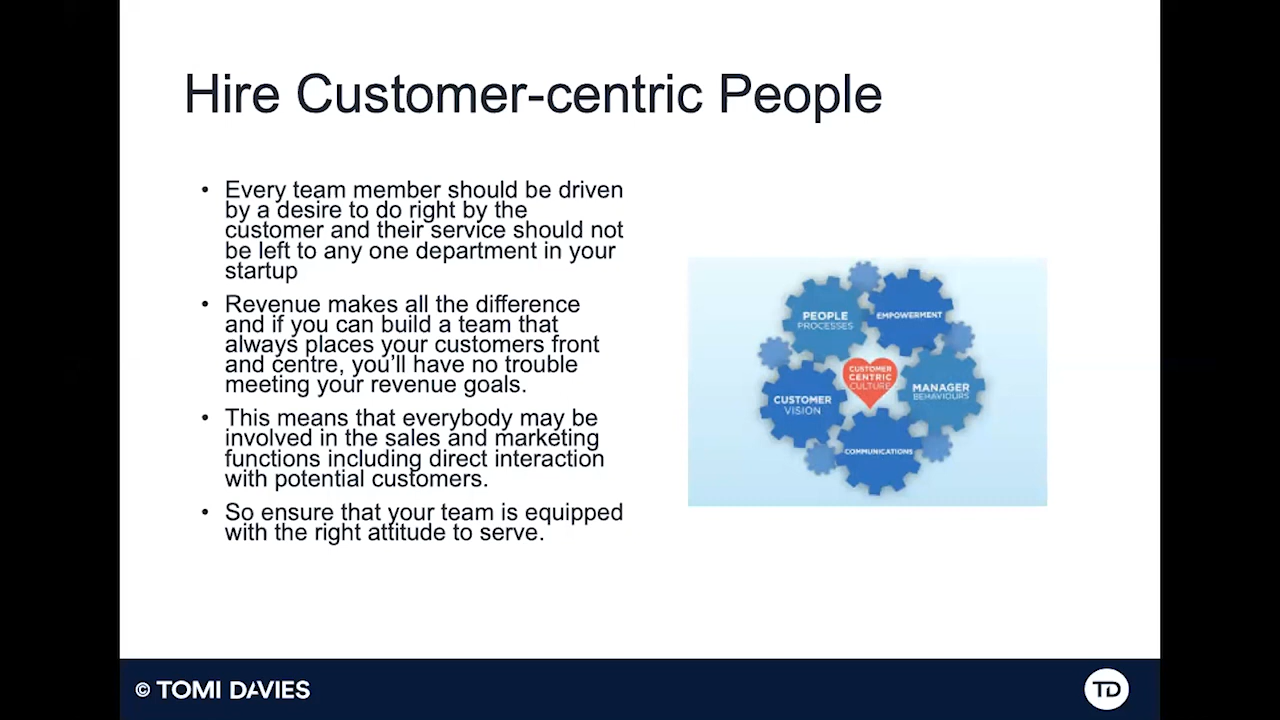 Hire Customer-centric People
• Every team member should be driven
by a desire to do right by the
customer and their service should not
be left to any one department in your
startup
• Revenue makes all the difference
and if you can build a team that
always places your customers front
and centre, you'll have no trouble
meeting your revenue goals.
• This means that everybody may be
involved in the sales and marketing
functions including direct interaction
with potential customers.
• So ensure that your team is equipped
with the right attitude to serve.
PEOPLE
PROCESSES
EMPOWERMENT
CUSTOMER
CENTRIC
CULTURE
MANAGER
BEHAVIOURS
CUSTOMER
VISION
COMMUNICATIONS
© TOMI DAVIES
TD